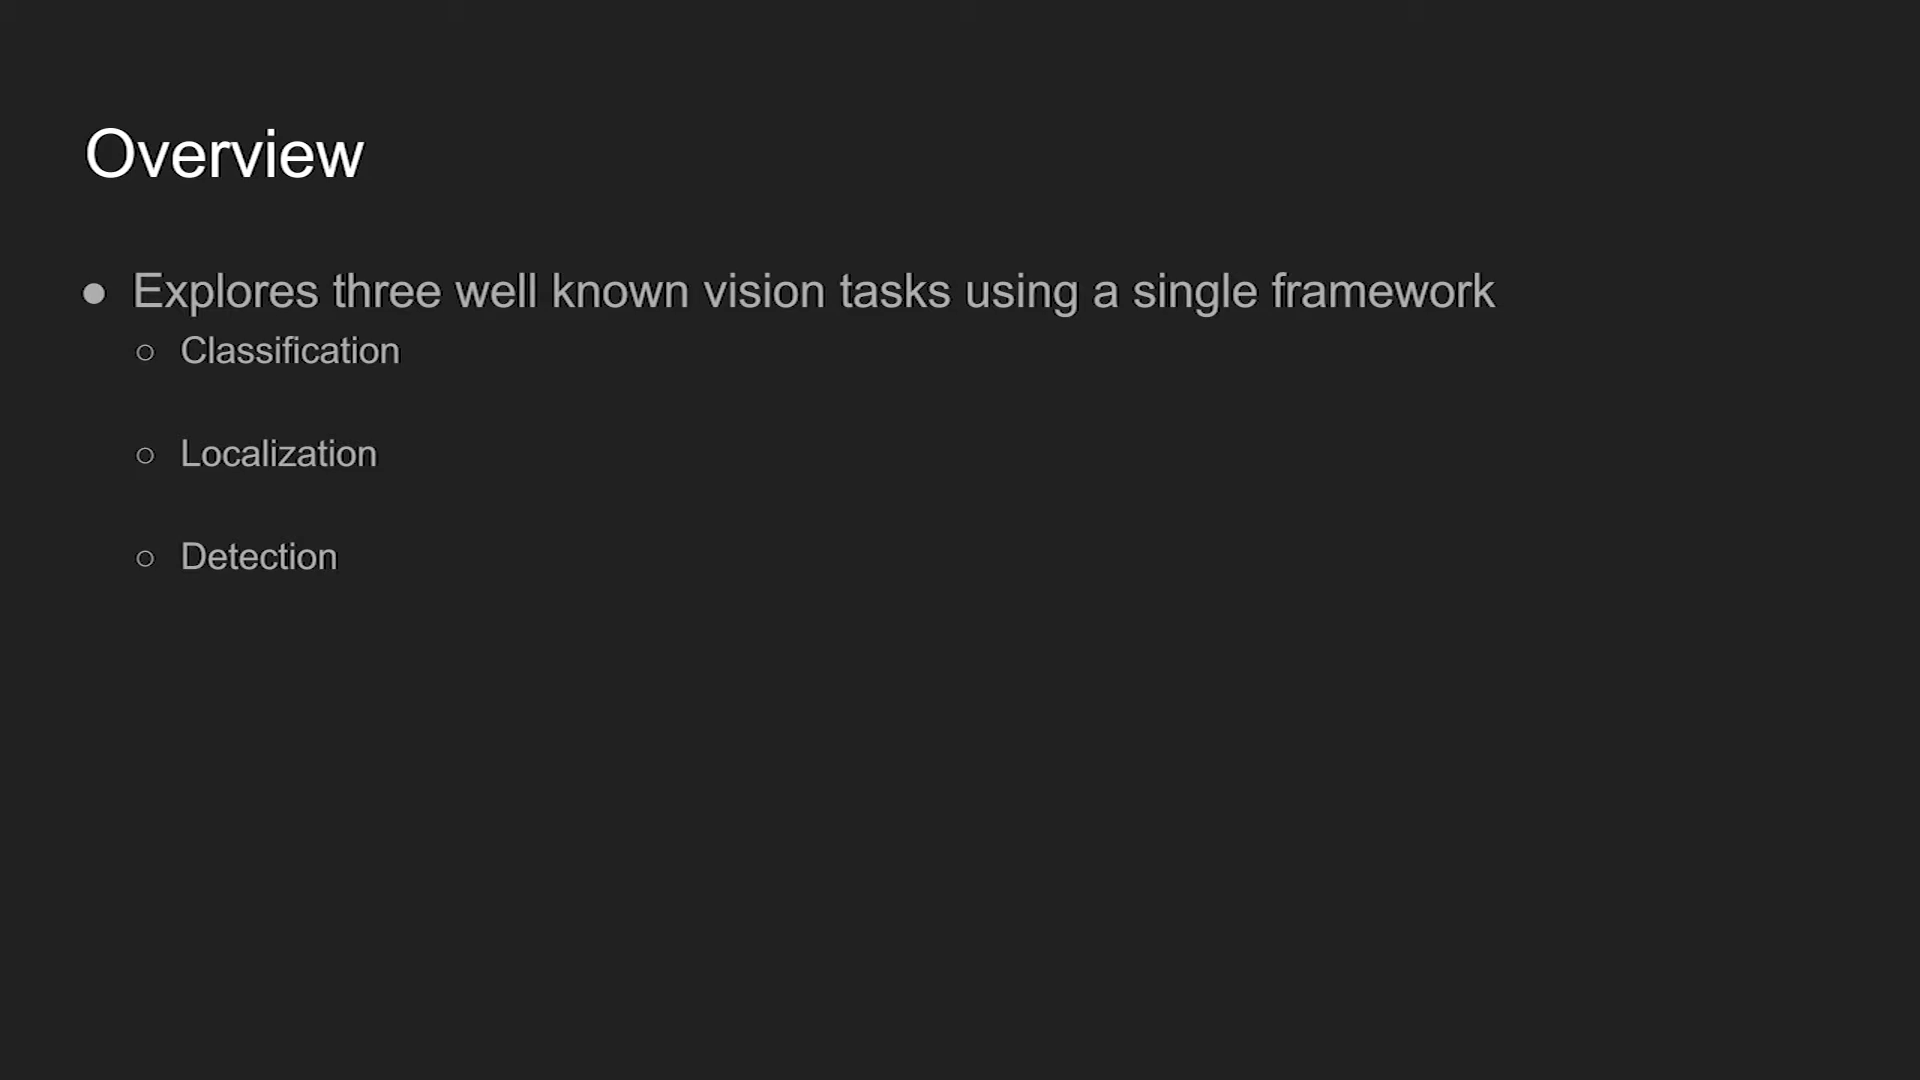 Overview
● Explores three well known vision tasks using a single framework
○ Classification
○ Localization
○ Detection